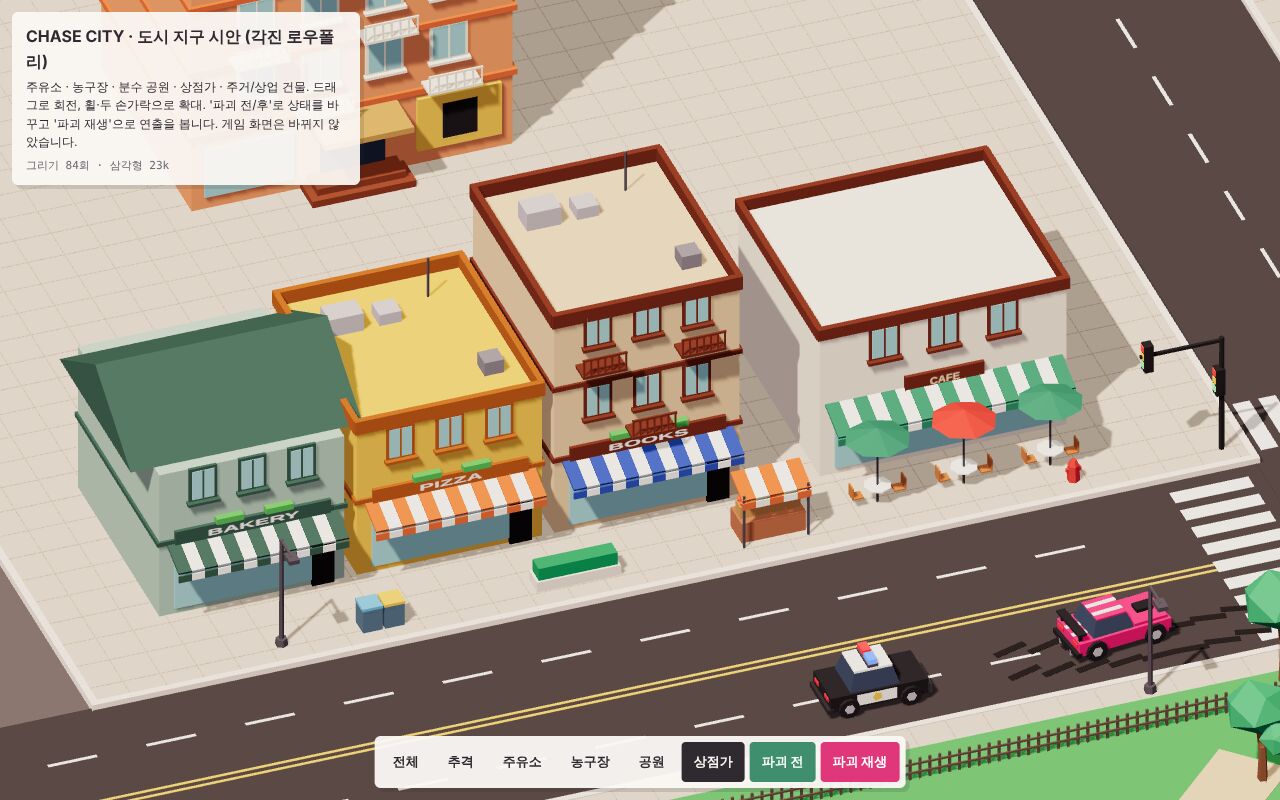 CHASE CITY · 도시 지구 시안 (각진 로우폴
리)
주유소 · 농구장 · 분수 공원 · 상점가 · 주거/상업 건물. 드래
그로 회전, 휠·두 손가락으로 확대. '파괴 전/후'로 상태를 바
꾸고 '파괴 재생'으로 연출을 봅니다. 게임 화면은 바뀌지 않
았습니다.
그리기 84회 · 삼각형 23k
CAFE
BOOKS
PIZZA
BAKERY
전체 추격 주유소 농구장 공원 상점가 파괴 전 파괴 재생